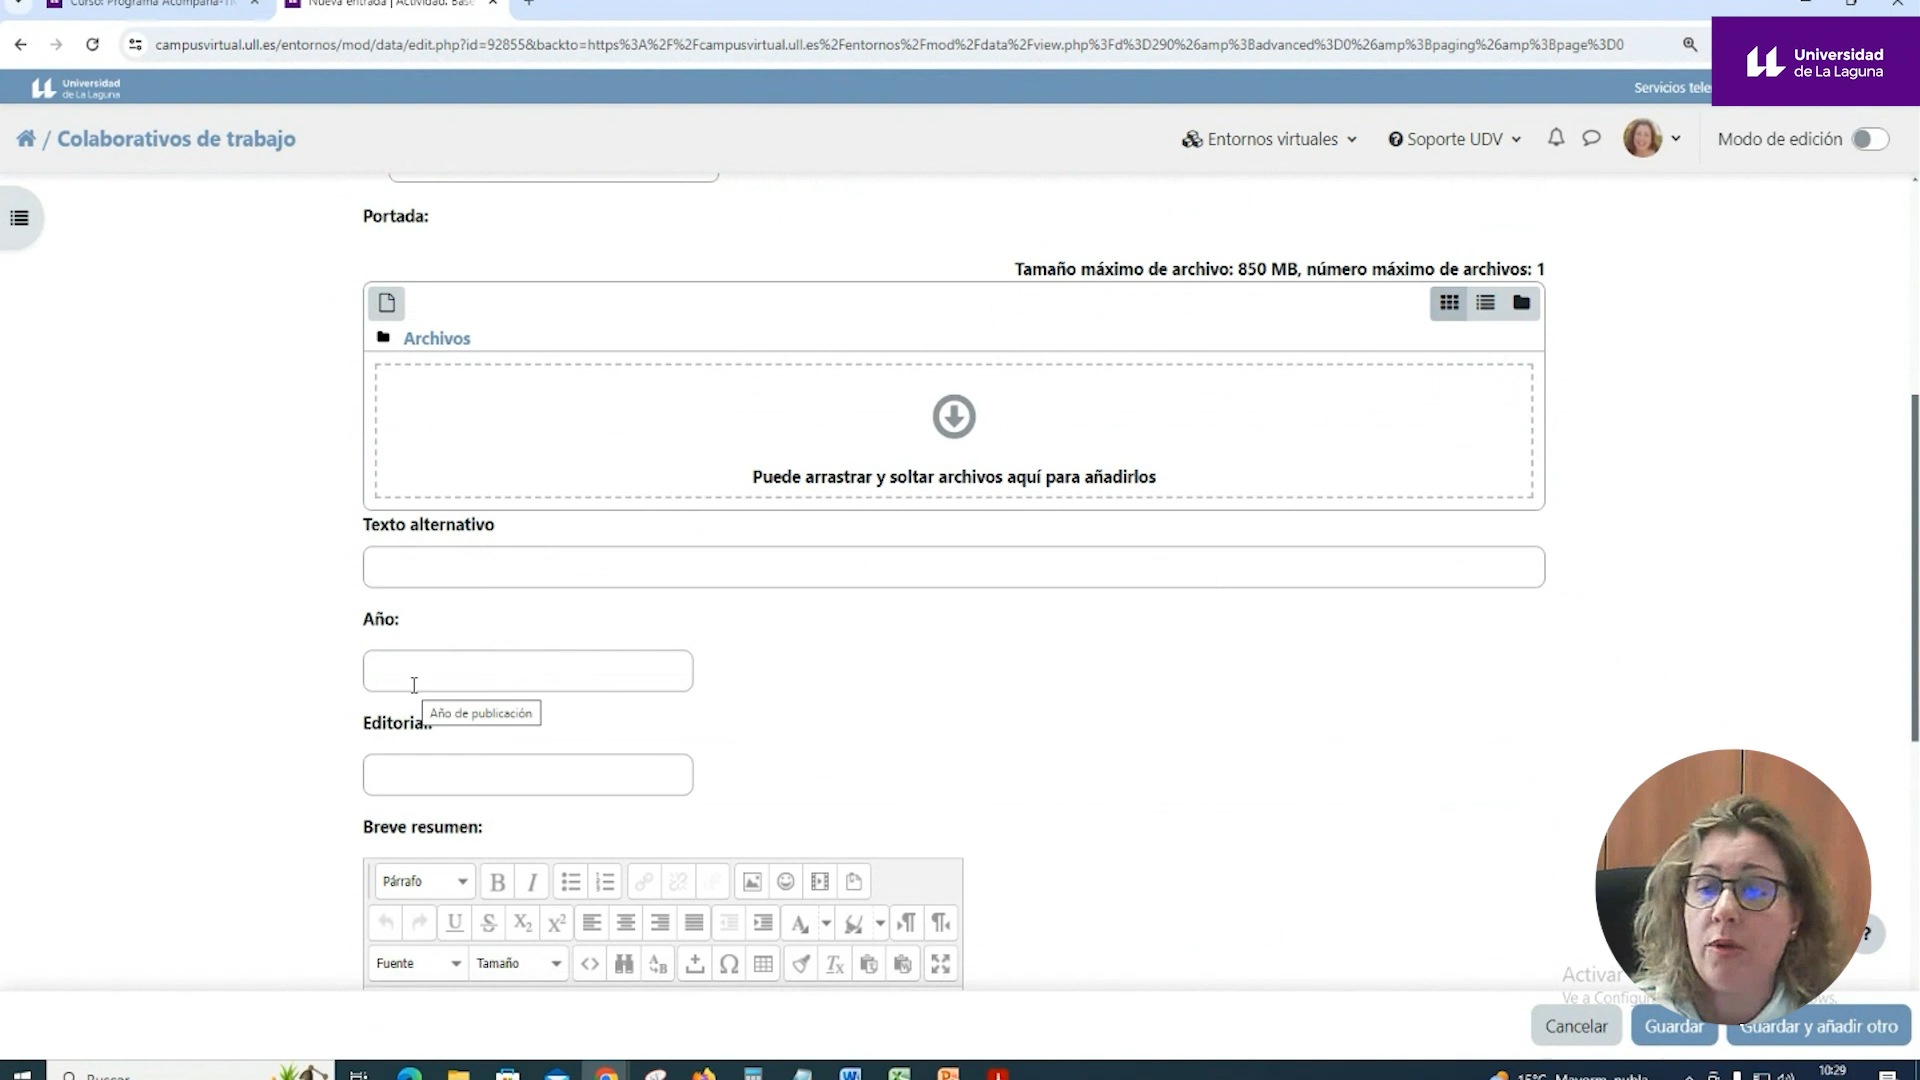 Curso: Programa Acompaña-TI
Nueva entrada | Actividad: Base
campusvirtual.ull.es/entornos/mod/data/edit.php?id=92855&backto=https%3A%2F%2Fcampusvirtual.ull.es%2Fentornos%2Fmod%2Fdata%2Fview.php%3Fd%3D290%26amp%3Badvanced%3D0%26amp%3Bpaging%26amp%3Bpage%3D0
Universidad
de La Laguna
Universidad
de La Laguna
Servicios tele
/ Colaborativos de trabajo
Entornos virtuales
Soporte UDV
Modo de edición
Portada:
Tamaño máximo de archivo: 850 MB, número máximo de archivos: 1
Archivos
Puede arrastrar y soltar archivos aquí para añadirlos
Texto alternativo
Año:
Año de publicación
Editorial:
Breve resumen:
Párrafo
Fuente
Tamaño
Activar
Ve a Configur
Cancelar
Guardar
Guardar y añadir otro
Buscar
15°C Mayorm. nubla
10:29